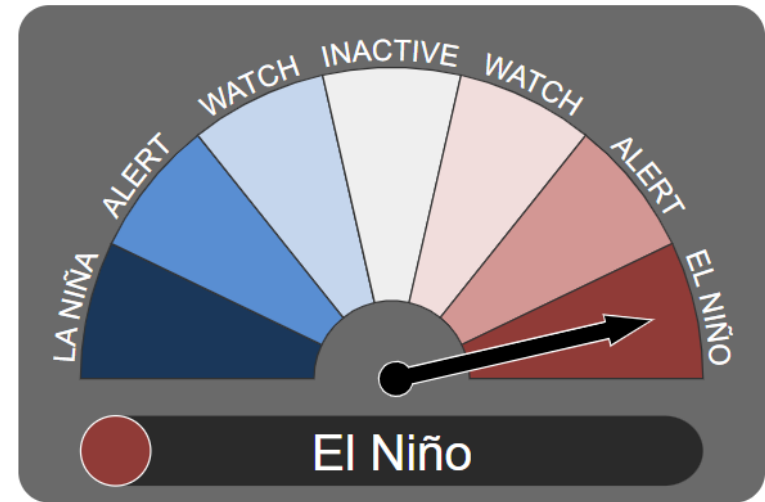 LA NIÑA
ALERT
WATCH
INACTIVE
WATCH
ALERT
EL NIÑO
El Niño